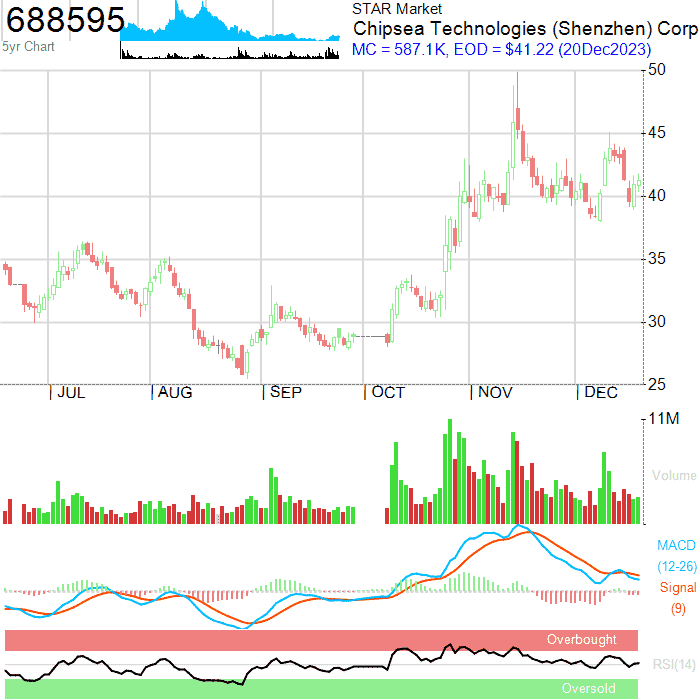 688595
5yr Chart
STAR Market
Chipsea Technologies (Shenzhen) Corp
MC = 587.1K, EOD = $41.22 (20Dec2023)
50
45
40
35
30
25
JUL AUG SEP OCT NOV DEC
11M
Volume
MACD
(12-26)
Signal
(9)
Overbought
RSI(14)
Oversold